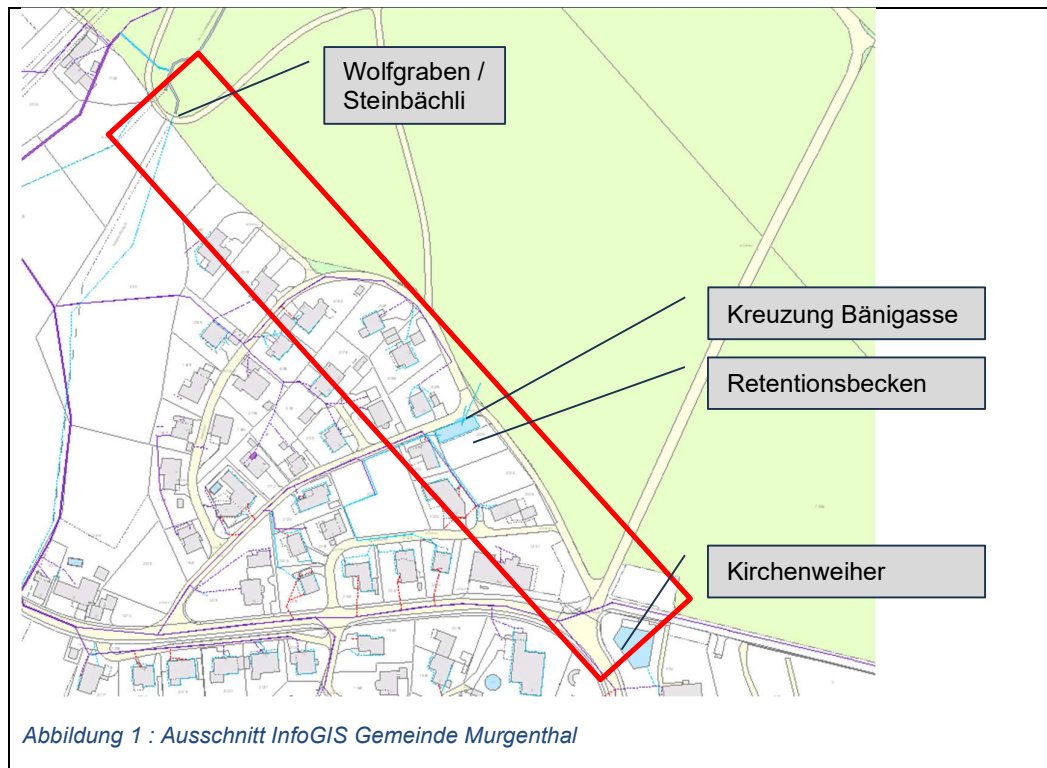 Wolfgraben /
Steinbächli
Kreuzung Bänigasse
Retentionsbecken
Kirchenweiher
Abbildung 1 : Ausschnitt InfoGIS Gemeinde Murgenthal